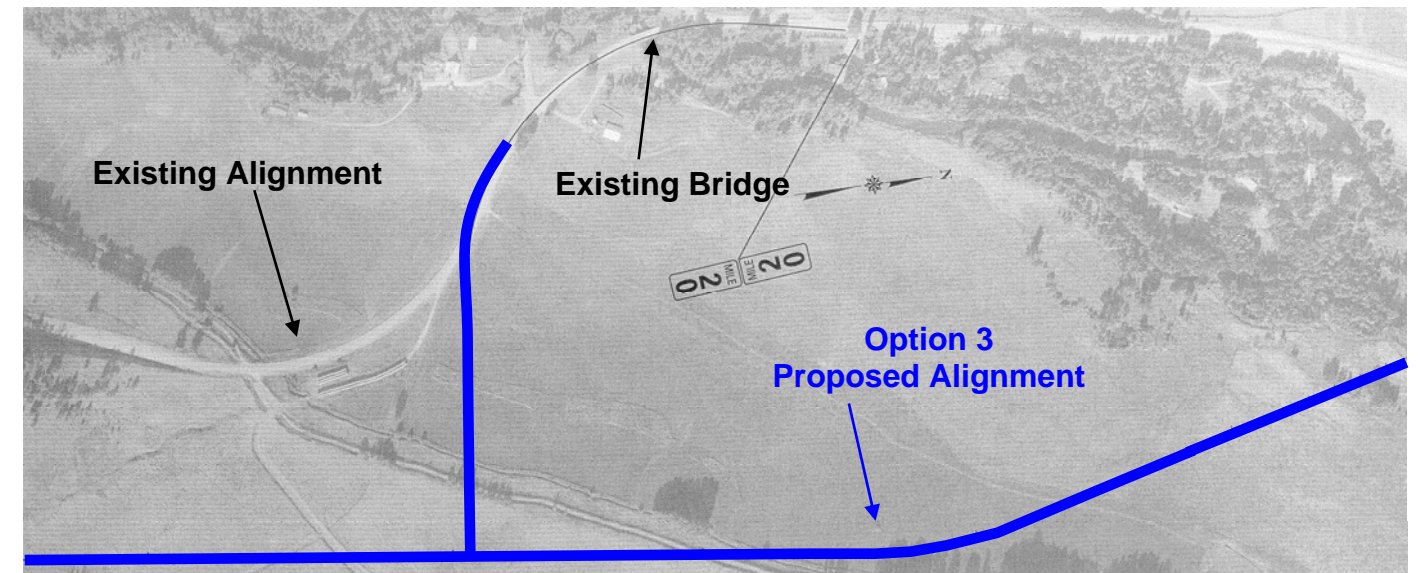 Existing Alignment
Existing Bridge
N
20 MILE
MILE 20
Option 3
Proposed Alignment